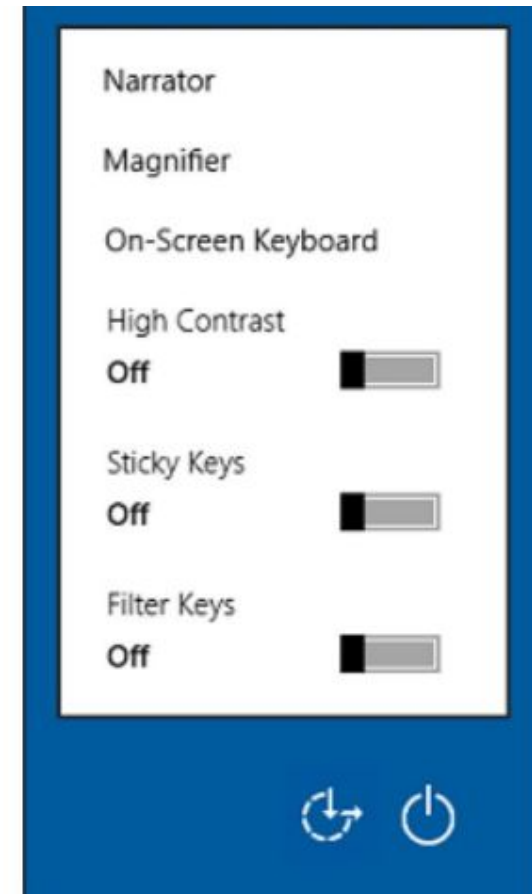 Narrator
Magnifier
On-Screen Keyboard
High Contrast
Off
Sticky Keys
Off
Filter Keys
Off